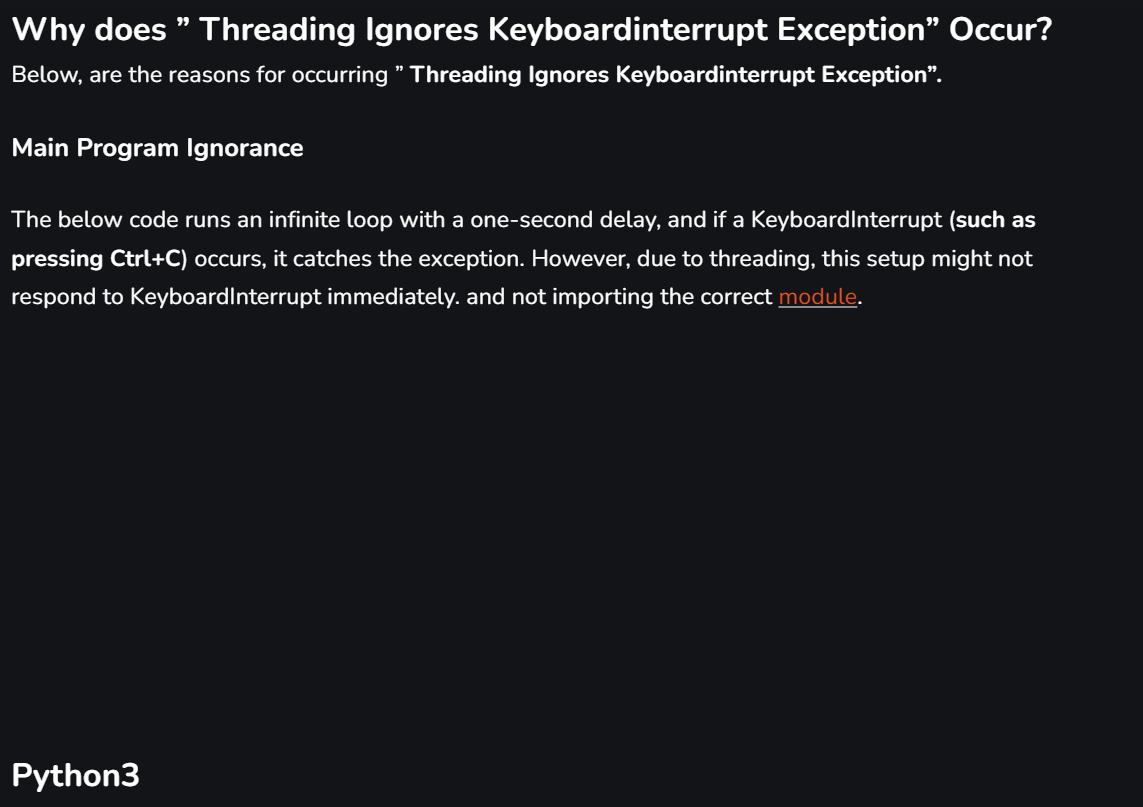 Why does ” Threading Ignores Keyboardinterrupt Exception” Occur?
Below, are the reasons for occurring ” Threading Ignores Keyboardinterrupt Exception”.
Main Program Ignorance
The below code runs an infinite loop with a one-second delay, and if a KeyboardInterrupt (such as
pressing Ctrl+C) occurs, it catches the exception. However, due to threading, this setup might not
respond to KeyboardInterrupt immediately. and not importing the correct module.
Python3